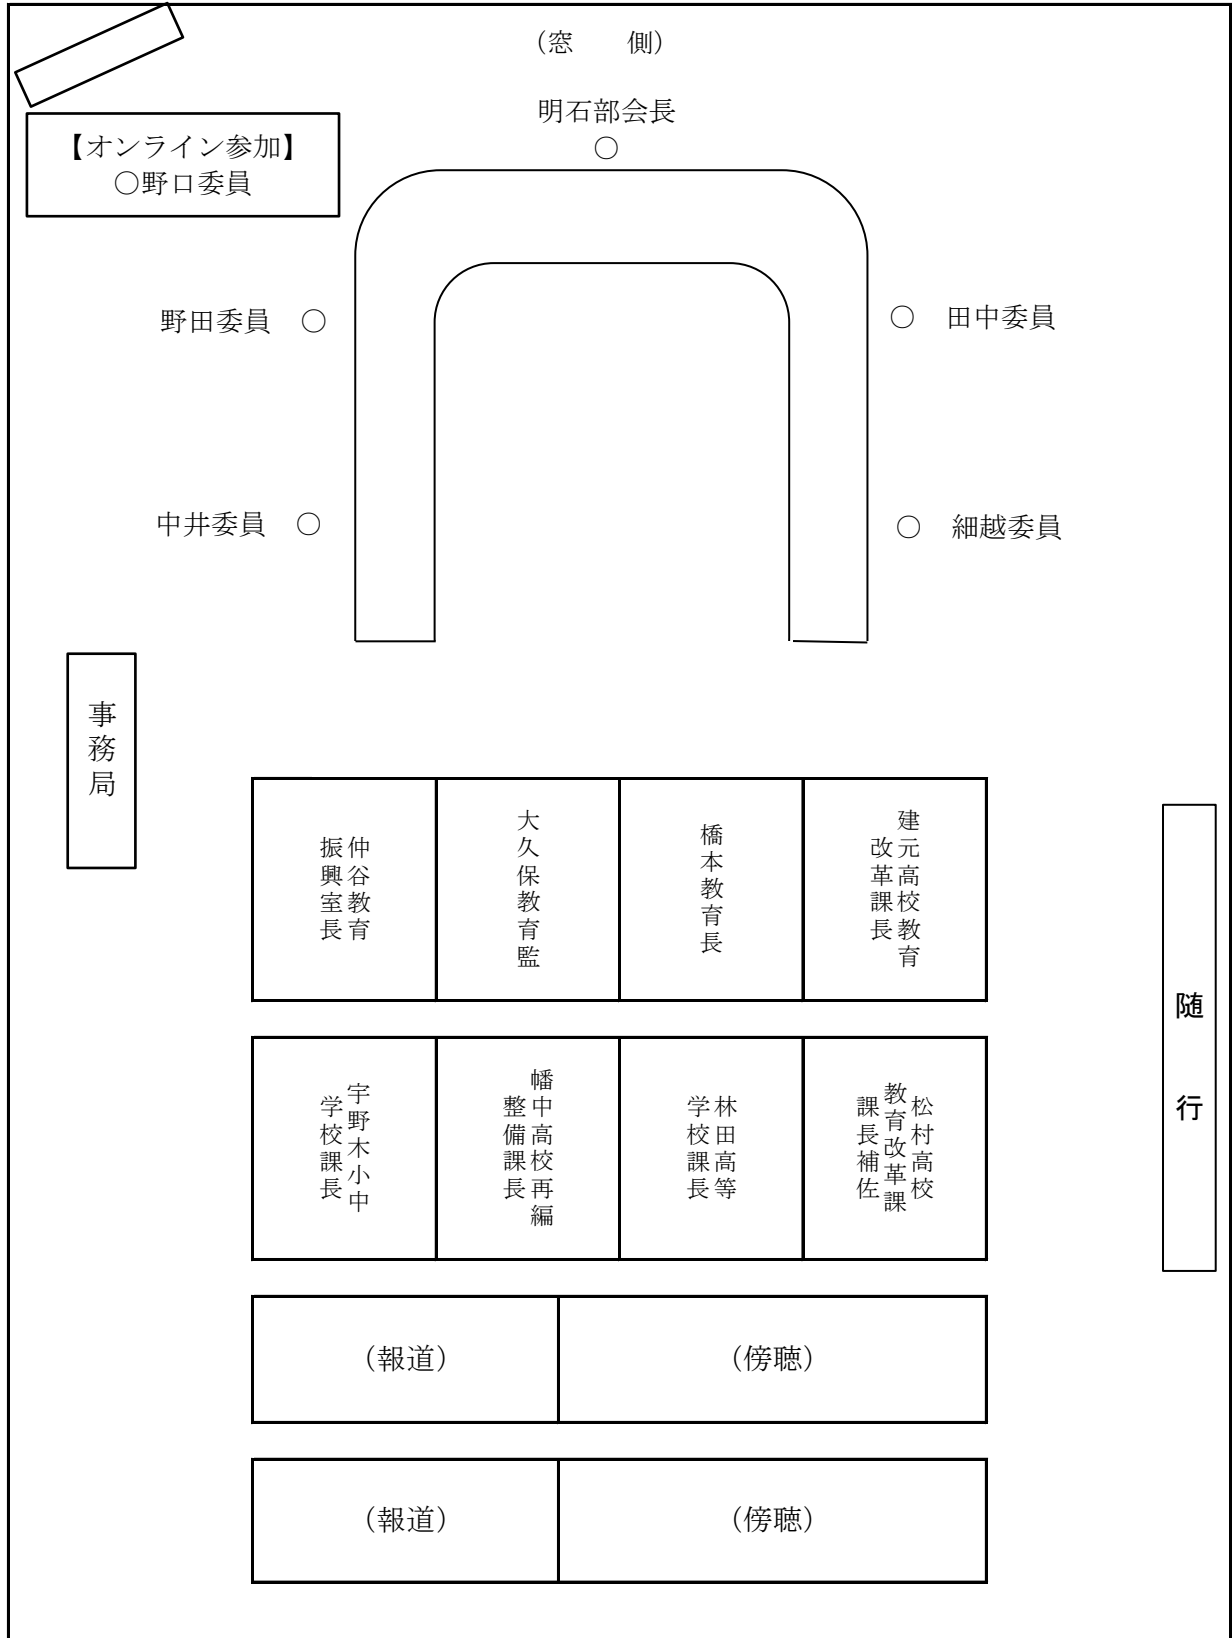 （窓　　側）
明石部会長
○
【オンライン参加】
○野口委員
野田委員　○
○　田中委員
中井委員　○
○　細越委員
事務局
仲谷教育
振興室長
大久保教育監
橋本教育長
建元高校教育
改革課長
随行
宇野木小中
学校課長
幡中高校再編
整備課長
林田高等
学校課長
松村高校
教育改革課
課長補佐
（報道）
（傍聴）
（報道）
（傍聴）